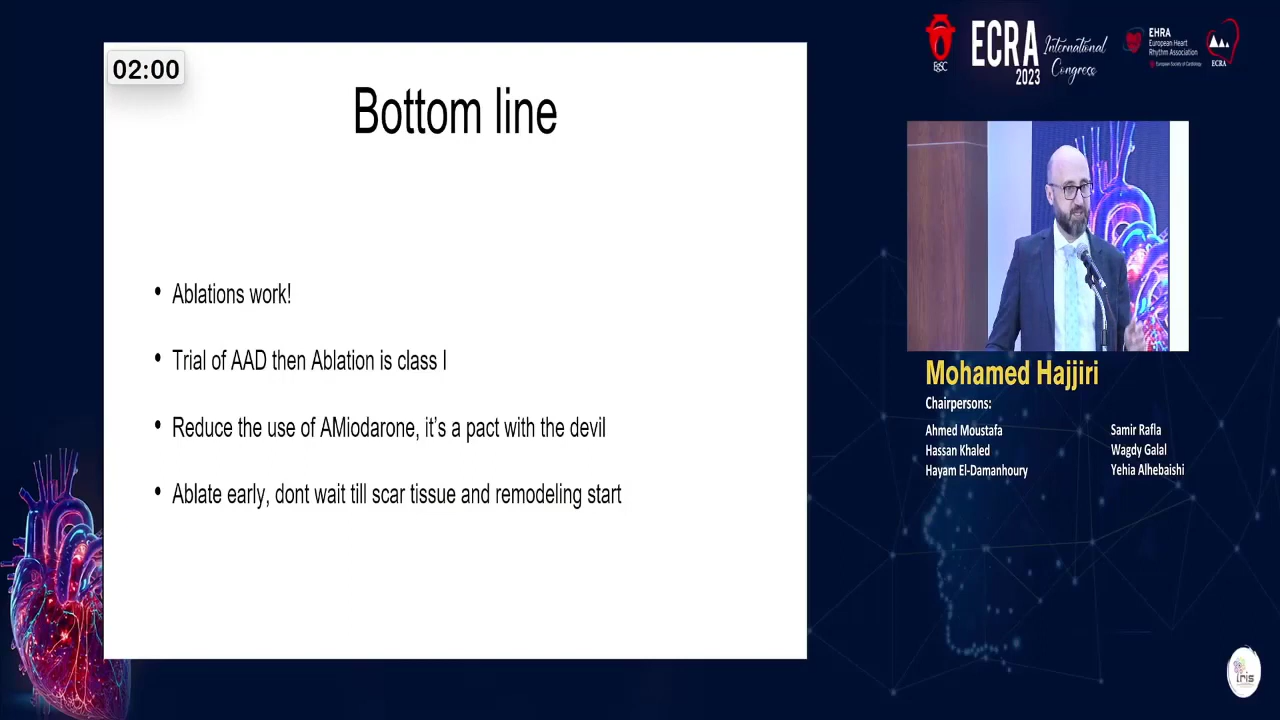 02:00
Bottom line
• Ablations work!
• Trial of AAD then Ablation is class I
• Reduce the use of AMiodarone, it's a pact with the devil
• Ablate early, dont wait till scar tissue and remodeling start
ECRA
2023
International
Congress
EHRA
European Heart
Rhythm Association
European Society of Cardiology
ECRA
Mohamed Hajjiri
Chairpersons:
Ahmed Moustafa
Hassan Khaled
Hayam El-Damanhoury
Samir Rafla
Wagdy Galal
Yehia Alhebaishi
Iris